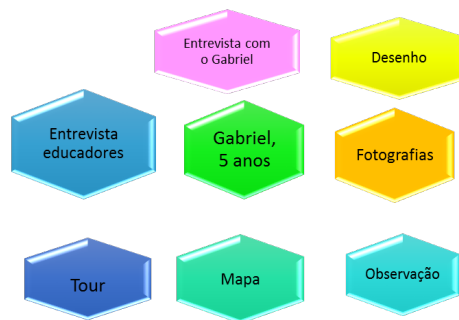 Entrevista com
o Gabriel
Desenho
Entrevista
educadores
Gabriel,
5 anos
Fotografias
Tour
Mapa
Observação